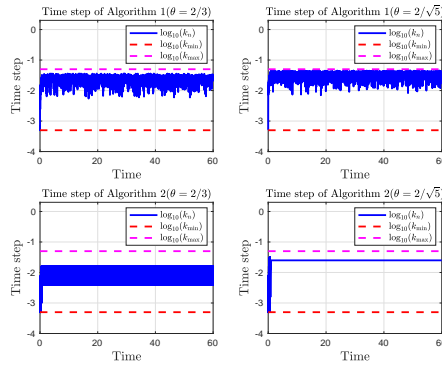 Time step of Algorithm 1(θ = 2/3)
0
-1
-2
-3
-4
Time step
log₁₀(kₙ)
log₁₀(kₘᵢₙ)
log₁₀(kₘₐₓ)
0 20 40 60
Time
Time step of Algorithm 1(θ = 2/√5
0
-1
-2
-3
-4
Time step
log₁₀(kₙ)
log₁₀(kₘᵢₙ)
log₁₀(kₘₐₓ)
0 20 40 60
Time
Time step of Algorithm 2(θ = 2/3)
0
-1
-2
-3
-4
Time step
log₁₀(kₙ)
log₁₀(kₘᵢₙ)
log₁₀(kₘₐₓ)
0 20 40 60
Time
Time step of Algorithm 2(θ = 2/√5
0
-1
-2
-3
-4
Time step
log₁₀(kₙ)
log₁₀(kₘᵢₙ)
log₁₀(kₘₐₓ)
0 20 40 60
Time